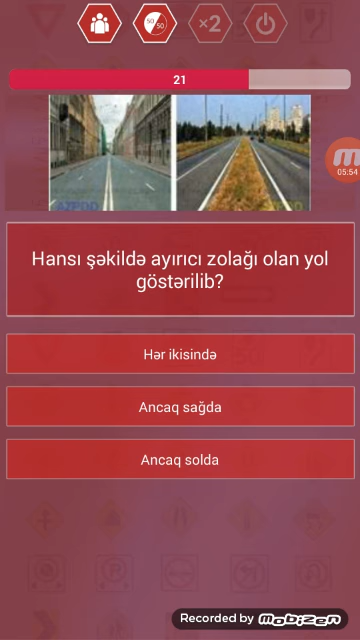 50
50
×2
21
05:54
AZPDD
Hansı şəkildə ayırıcı zolağı olan yol
göstərilib?
Hər ikisində
Ancaq sağda
Ancaq solda
Recorded by MOBIZEN